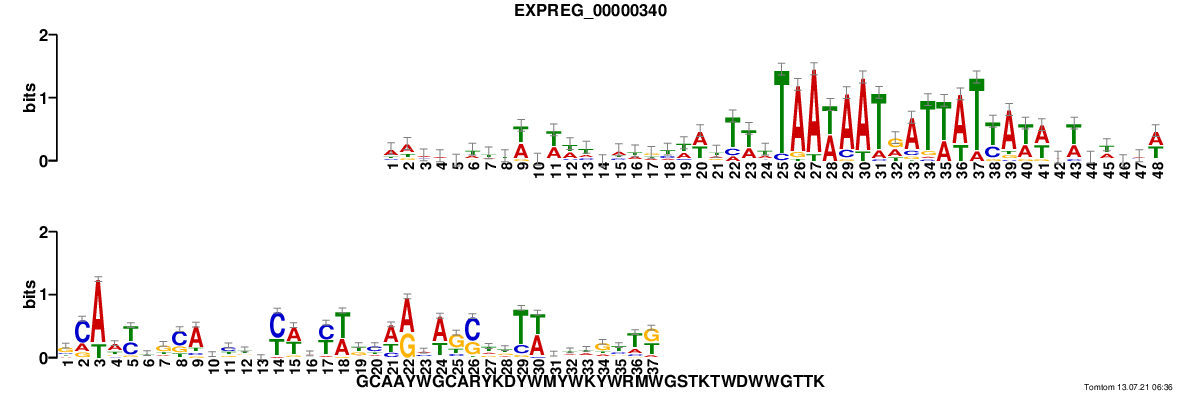 EXPREG_00000340
2
1
0
bits
1 2 3 4 5 6 7 8 9 10 11 12 13 14 15 16 17 18 19 20 21 22 23 24 25 26 27 28 29 30 31 32 33 34 35 36 37 38 39 40 41 42 43 44 45 46 47 48
2
1
0
bits
1 2 3 4 5 6 7 8 9 10 11 12 13 14 15 16 17 18 19 20 21 22 23 24 25 26 27 28 29 30 31 32 33 34 35 36 37
GCAAYWGCARYKDYWMYWKYWRMWGSTKTWDWWGTTK
Tomtom 13.07.21 06:36